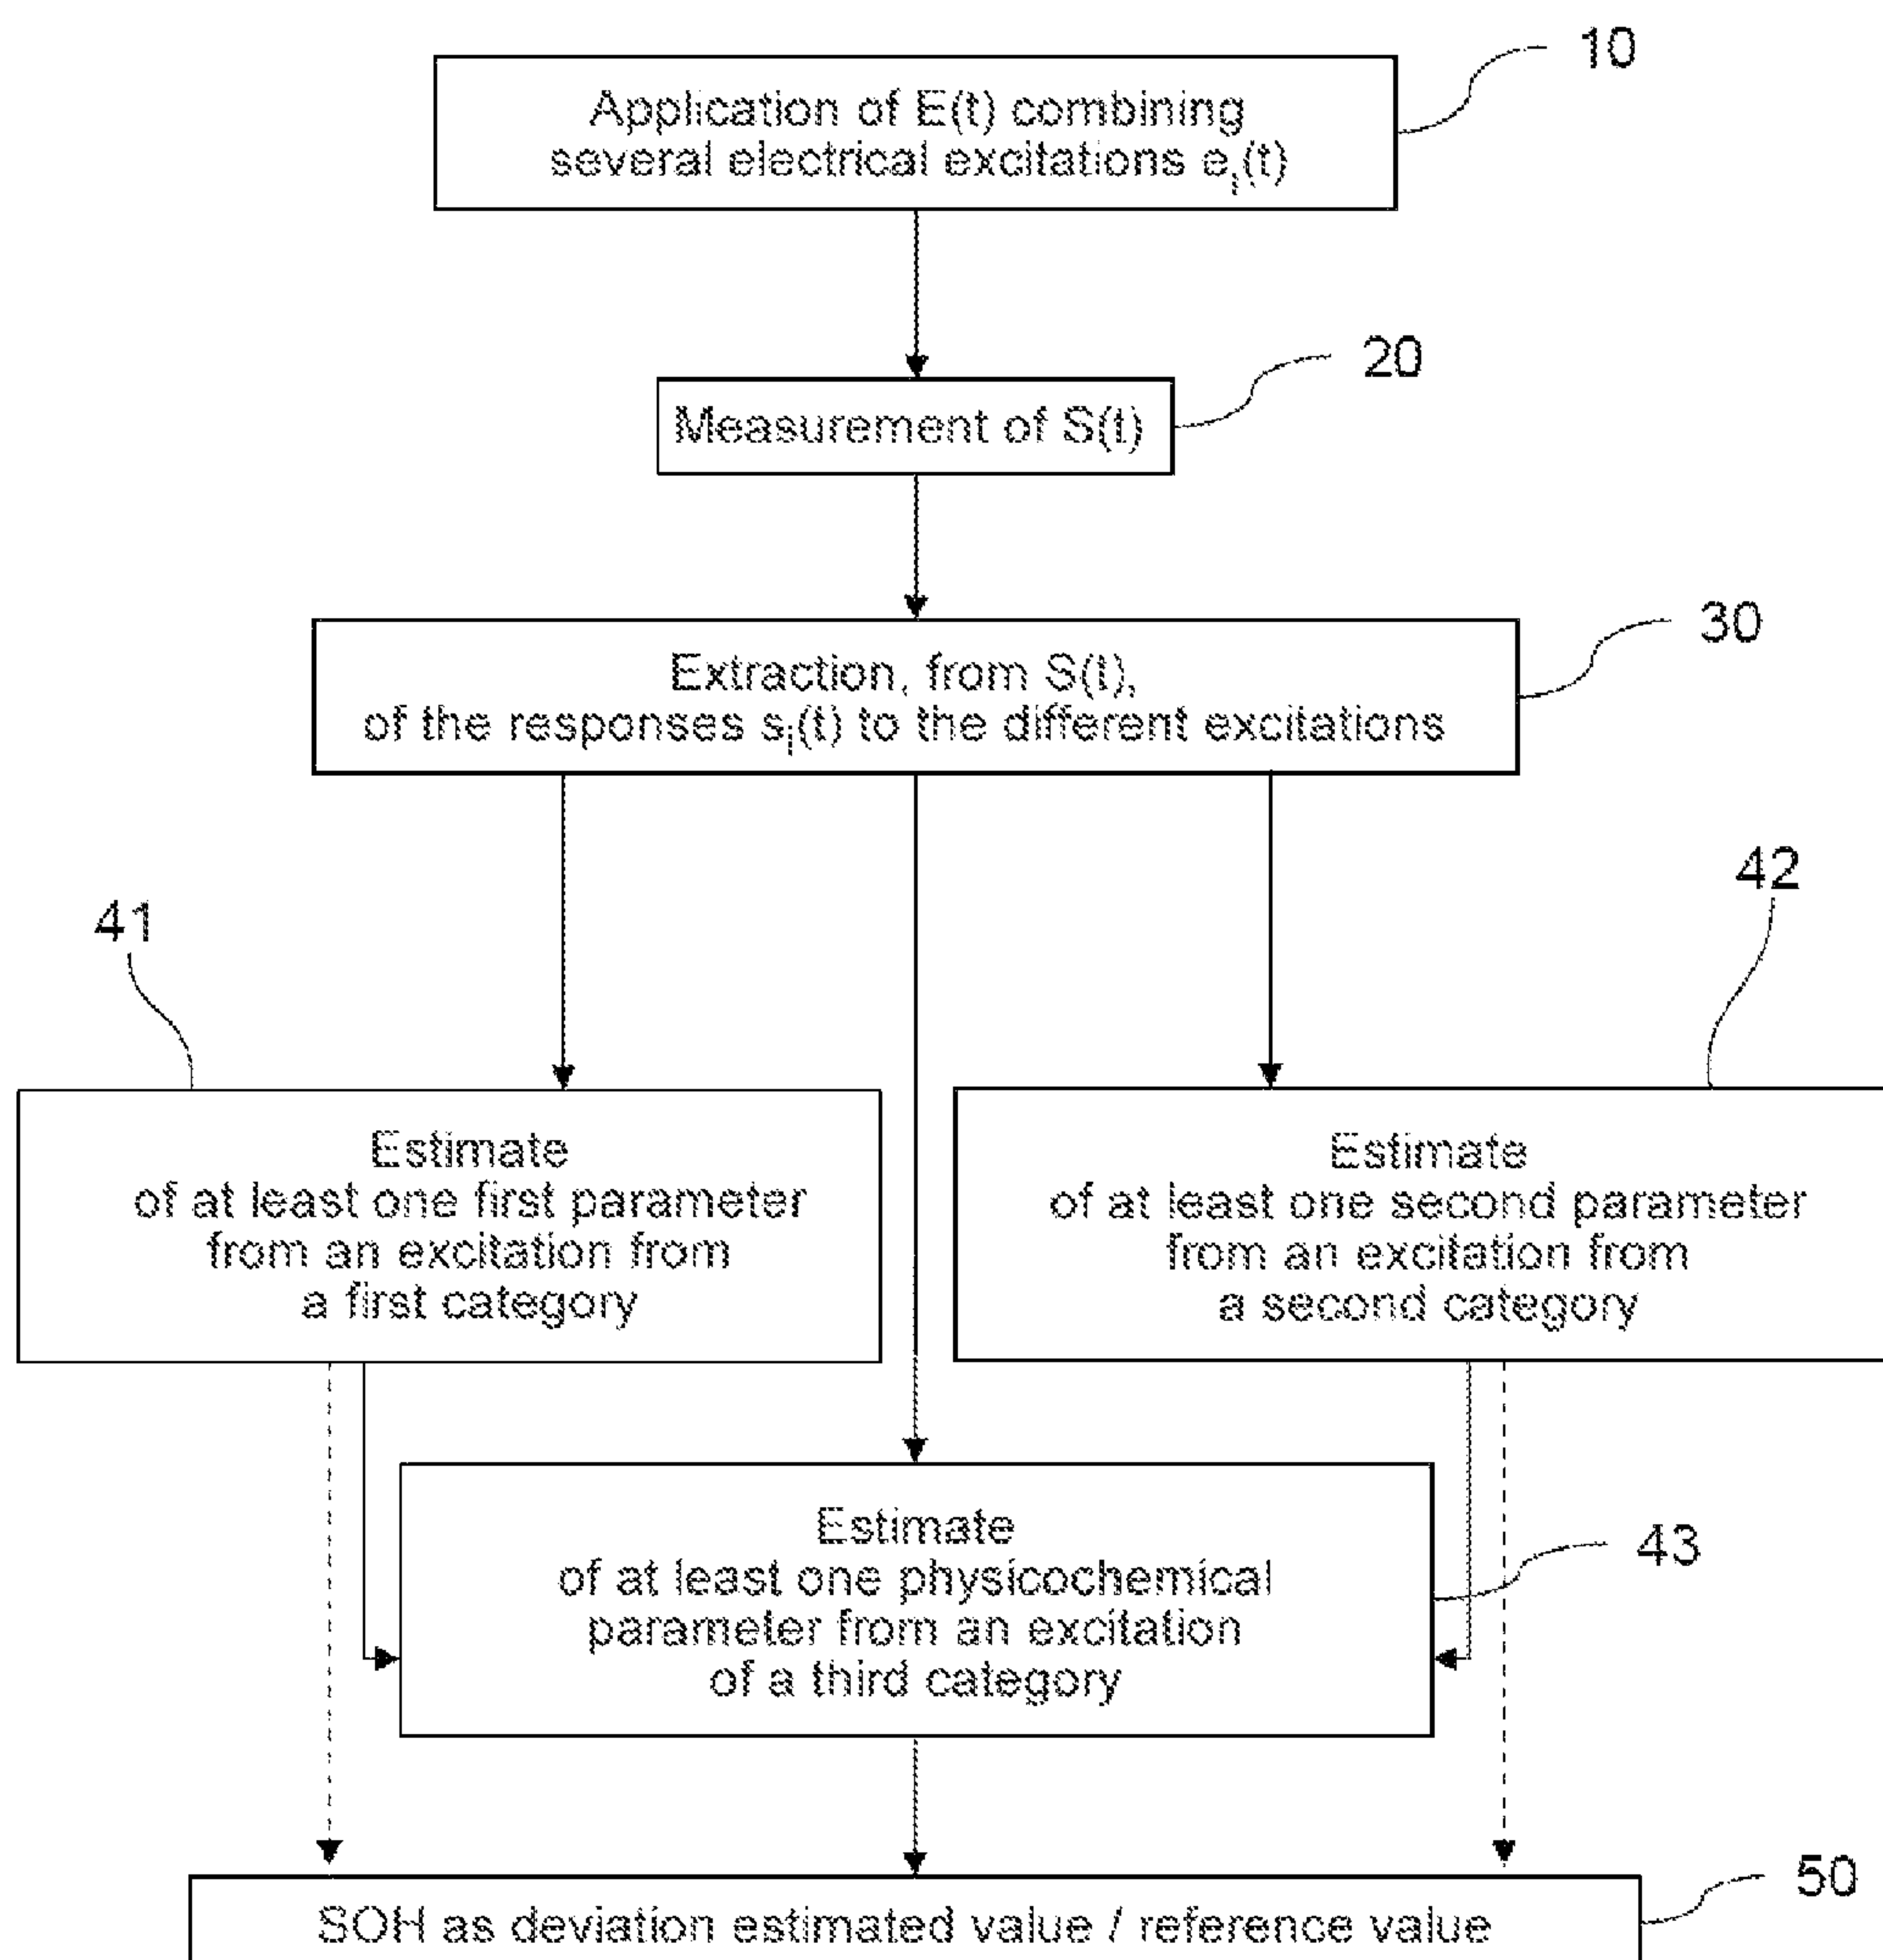 10
Application of E(t) combining
several electrical excitations ei(t)
20
Measurement of S(t)
30
Extraction, from S(t),
of the responses si(t) to the different excitations
41
42
Estimate
of at least one first parameter
from an excitation from
a first category
Estimate
of at least one second parameter
from an excitation from
a second category
Estimate
of at least one physicochemical
parameter from an excitation
of a third category
43
50
SOH as deviation estimated value / reference value